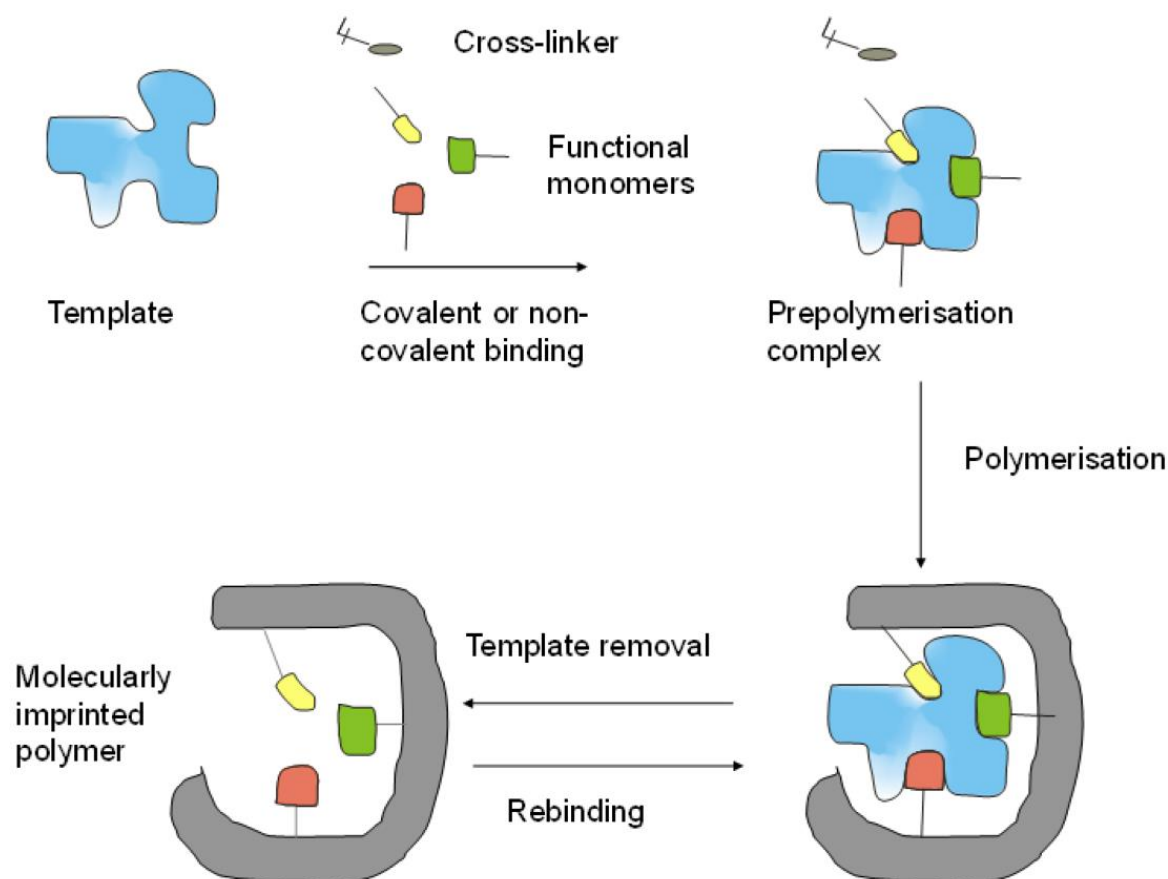 Cross-linker
Functional
monomers
Template
Covalent or non-
covalent binding
Prepolymerisation
complex
Polymerisation
Template removal
Molecularly
imprinted
polymer
Rebinding